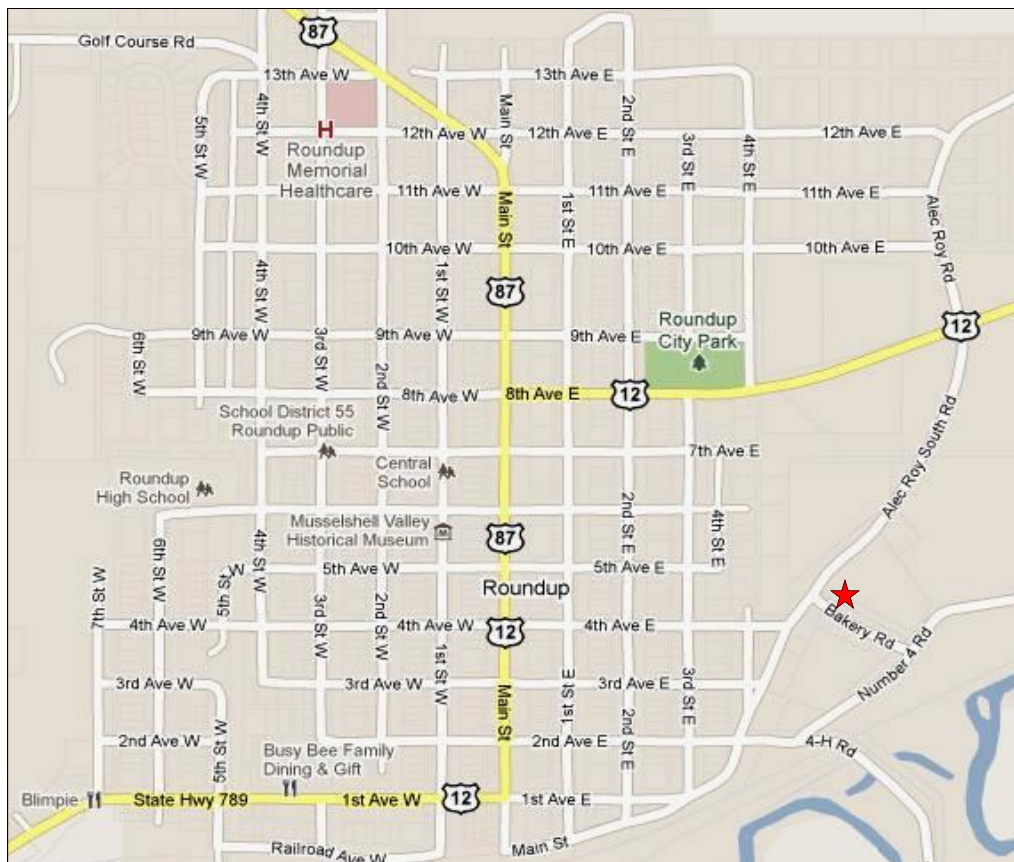 87
Golf Course Rd
13th Ave W
13th Ave E
4th St W
Main St
2nd St E
5th St W
H
12th Ave W
12th Ave E
12th Ave E
3rd St E
4th St E
Roundup
Memorial
Healthcare
11th Ave W
11th Ave E
11th Ave E
Main St
1st St E
Alec Roy Rd
10th Ave W
10th Ave E
10th Ave E
4th St W
1st St W
87
12
9th Ave W
9th Ave W
9th Ave E
Roundup
City Park
6th St W
3rd St W
2nd St W
8th Ave W
8th Ave E
12
School District 55
Roundup Public
7th Ave E
Alec Roy South Rd
Roundup
High School
Central
School
Musselshell Valley
Historical Museum
M
87
2nd St E
4th St E
4th St W
6th St W
W
5th Ave W
5th Ave E
7th St W
5th St W
3rd St W
2nd St W
Roundup
Bakery Rd
4th Ave W
4th Ave W
12
4th Ave E
Number 4 Rd
1st St W
3rd Ave W
3rd Ave W
Main St
1st St E
3rd Ave E
3rd St E
2nd St E
2nd Ave W
5th St W
2nd Ave E
4-H Rd
Busy Bee Family
Dining & Gift
Blimpie
State Hwy 789
1st Ave W
12
1st Ave E
Railroad Ave W
Main St